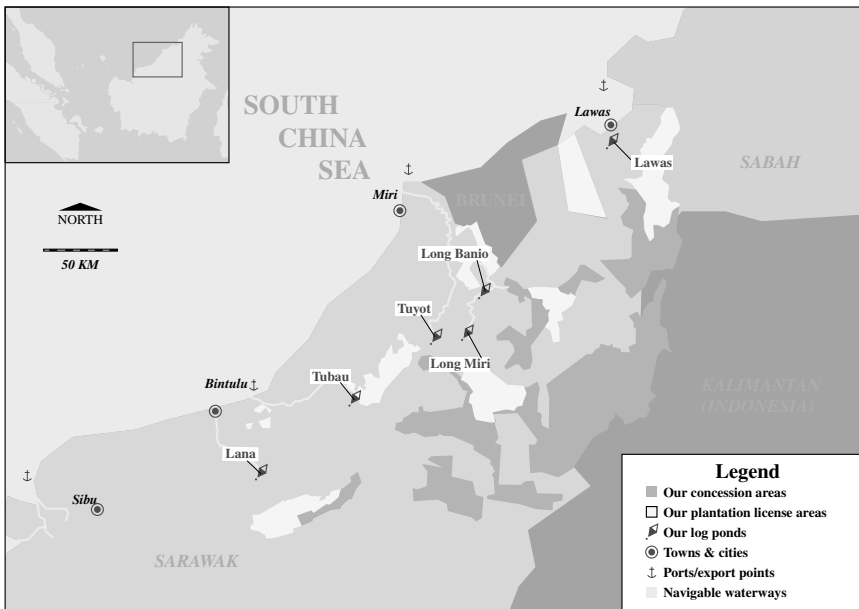 SOUTH
CHINA
SEA
Lawas
Lawas
SABAH
Miri
BRUNEI
NORTH
50 KM
Long Banio
Tuyot
Long Miri
Bintulu
Tubau
KALIMANTAN
(INDONESIA)
Lana
Sibu
SARAWAK
Legend
Our concession areas
Our plantation license areas
Our log ponds
Towns & cities
Ports/export points
Navigable waterways